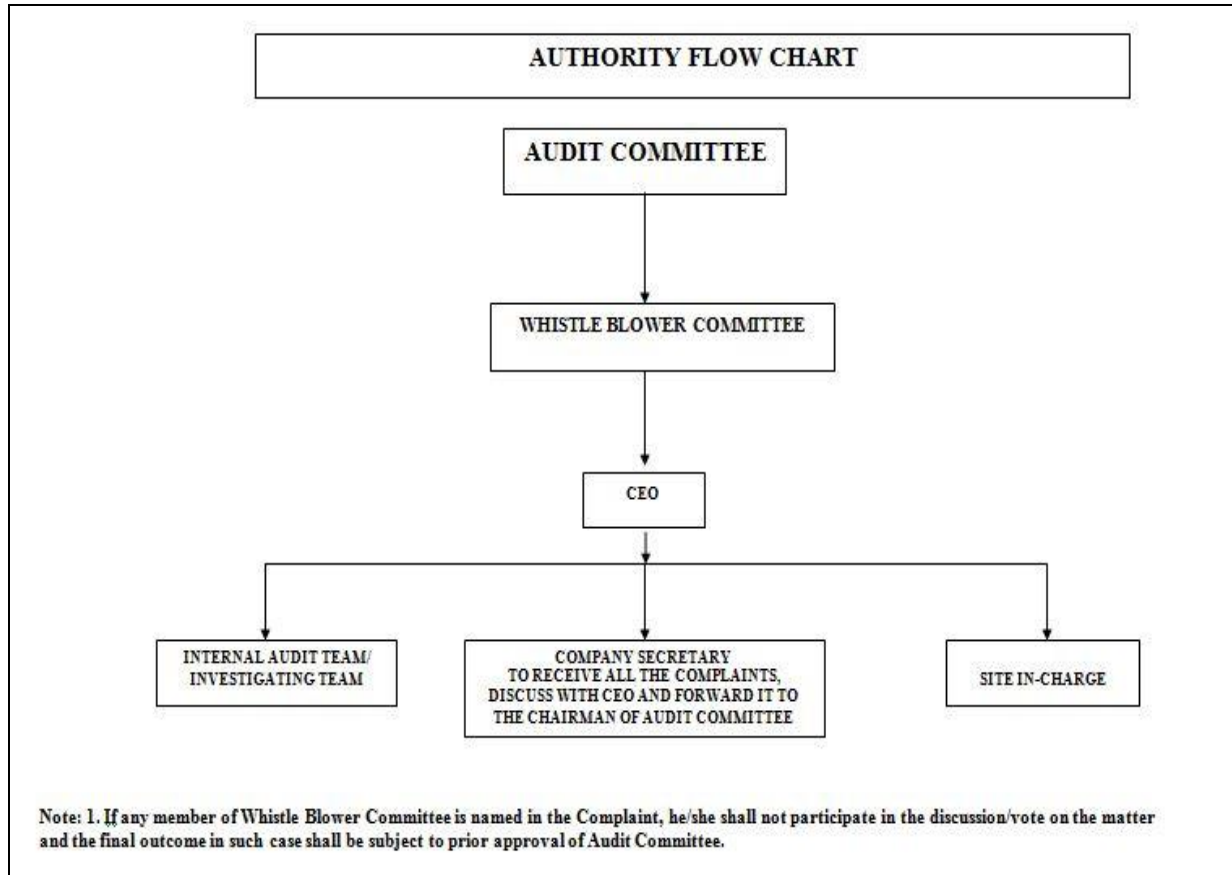 AUTHORITY FLOW CHART
AUDIT COMMITTEE
WHISTLE BLOWER COMMITTEE
CEO
INTERNAL AUDIT TEAM/
INVESTIGATING TEAM
COMPANY SECRETARY
TO RECEIVE ALL THE COMPLAINTS,
DISCUSS WITH CEO AND FORWARD IT TO
THE CHAIRMAN OF AUDIT COMMITTEE
SITE IN-CHARGE
Note: 1. If any member of Whistle Blower Committee is named in the Complaint, he/she shall not participate in the discussion/vote on the matter
and the final outcome in such case shall be subject to prior approval of Audit Committee.